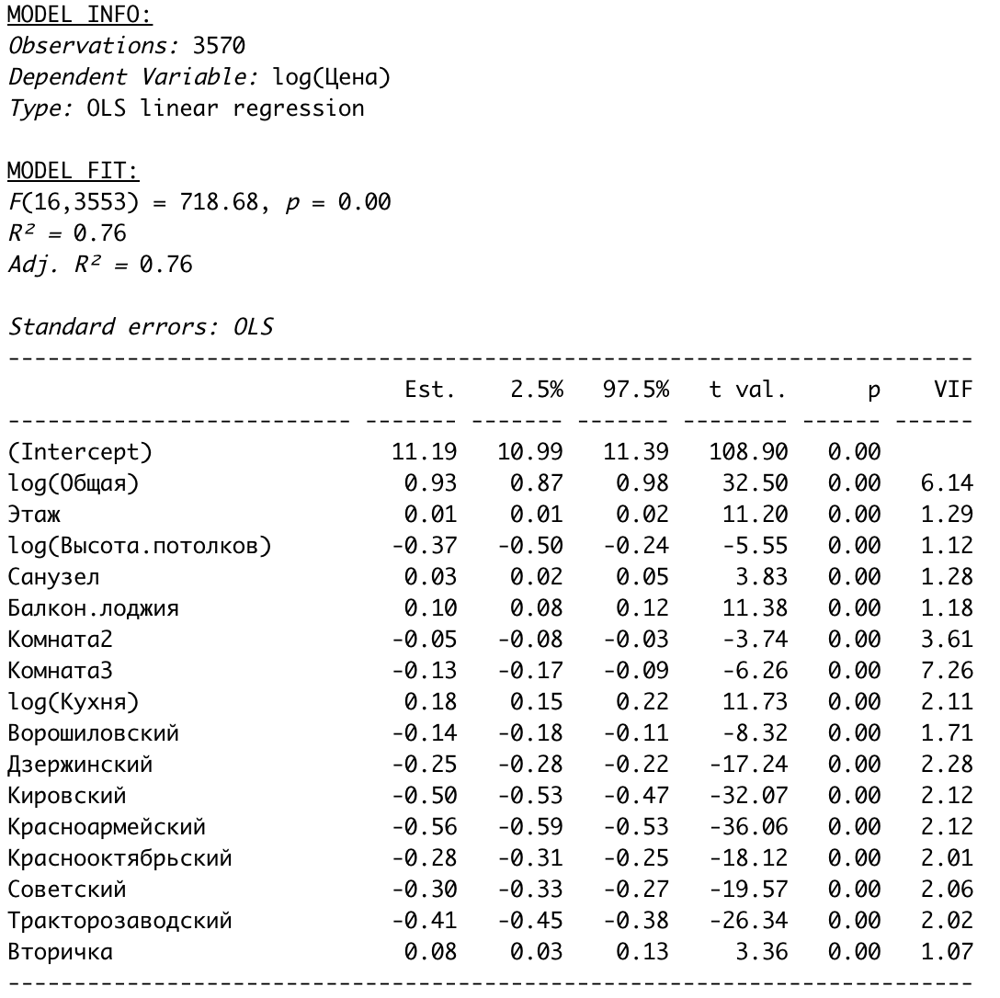 MODEL INFO:
Observations: 3570
Dependent Variable: log(Цена)
Type: OLS linear regression
MODEL FIT:
F(16,3553) = 718.68, p = 0.00
R² = 0.76
Adj. R² = 0.76
Standard errors: OLS
--------------------------------------------------------------------------
Est. 2.5% 97.5% t val. p VIF
-------------------------- ------- ------- ------- -------- ------ ------
(Intercept) 11.19 10.99 11.39 108.90 0.00
log(Общая) 0.93 0.87 0.98 32.50 0.00 6.14
Этаж 0.01 0.01 0.02 11.20 0.00 1.29
log(Высота.потолков) -0.37 -0.50 -0.24 -5.55 0.00 1.12
Санузел 0.03 0.02 0.05 3.83 0.00 1.28
Балкон.лоджия 0.10 0.08 0.12 11.38 0.00 1.18
Комната2 -0.05 -0.08 -0.03 -3.74 0.00 3.61
Комната3 -0.13 -0.17 -0.09 -6.26 0.00 7.26
log(Кухня) 0.18 0.15 0.22 11.73 0.00 2.11
Ворошиловский -0.14 -0.18 -0.11 -8.32 0.00 1.71
Дзержинский -0.25 -0.28 -0.22 -17.24 0.00 2.28
Кировский -0.50 -0.53 -0.47 -32.07 0.00 2.12
Красноармейский -0.56 -0.59 -0.53 -36.06 0.00 2.12
Краснооктябрьский -0.28 -0.31 -0.25 -18.12 0.00 2.01
Советский -0.30 -0.33 -0.27 -19.57 0.00 2.06
Тракторозаводский -0.41 -0.45 -0.38 -26.34 0.00 2.02
Вторичка 0.08 0.03 0.13 3.36 0.00 1.07
--------------------------------------------------------------------------